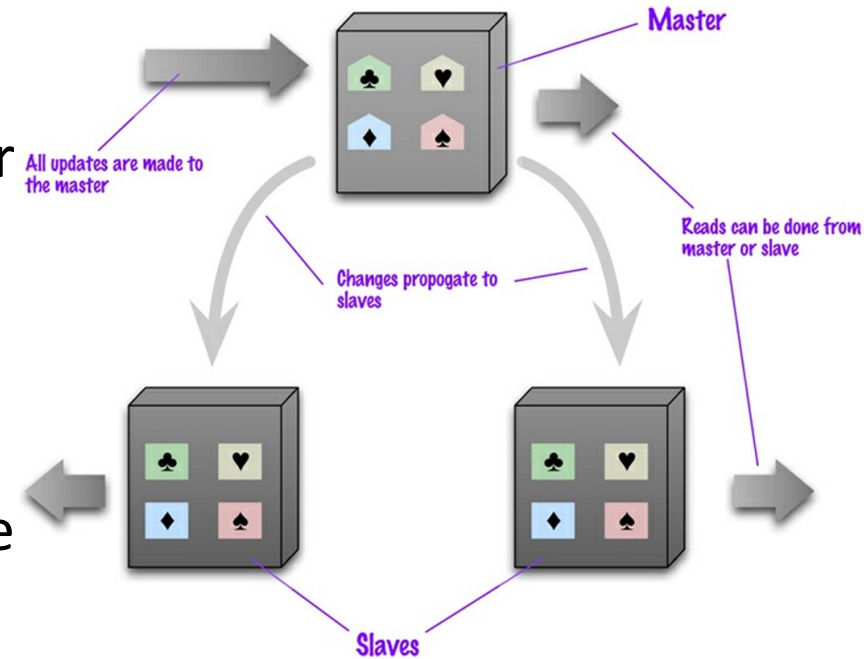 Master
r
All updates are made to
the master
Reads can be done from
master or slave
Changes propogate to
slaves
e
Slaves